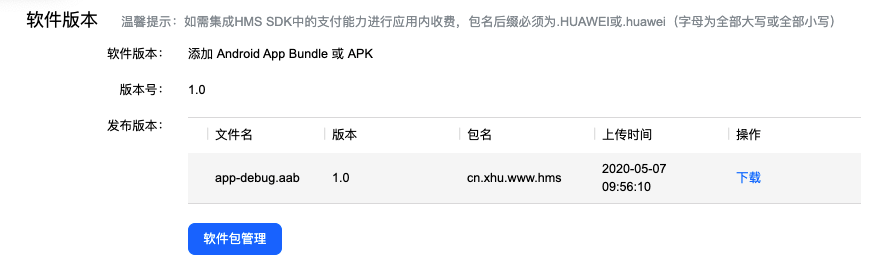 软件版本 温馨提示：如需集成HMS SDK中的支付能力进行应用内收费，包名后缀必须为.HUAWEI或.huawei（字母为全部大写或全部小写）
软件版本： 添加 Android App Bundle 或 APK
版本号： 1.0
发布版本：
文件名 版本 包名 上传时间 操作
app-debug.aab 1.0 cn.xhu.www.hms 2020-05-07 下载
09:56:10
软件包管理